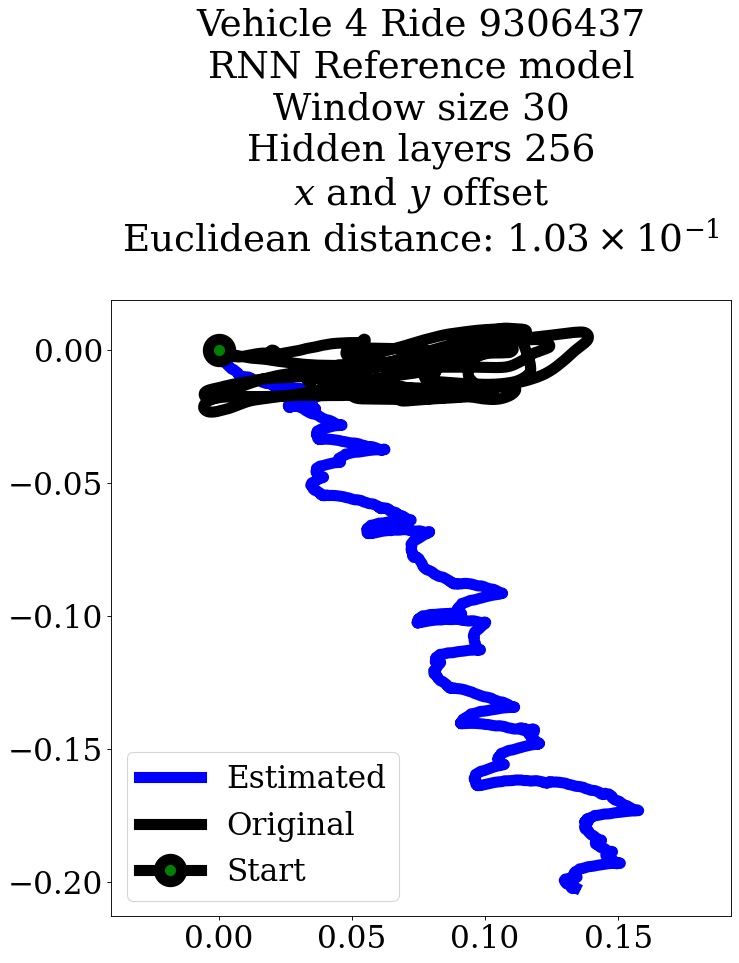 Vehicle 4 Ride 9306437
RNN Reference model
Window size 30
Hidden layers 256
x and y offset
Euclidean distance: 1.03 × 10⁻¹
0.00
−0.05
−0.10
−0.15
−0.20
Estimated
Original
Start
0.00 0.05 0.10 0.15